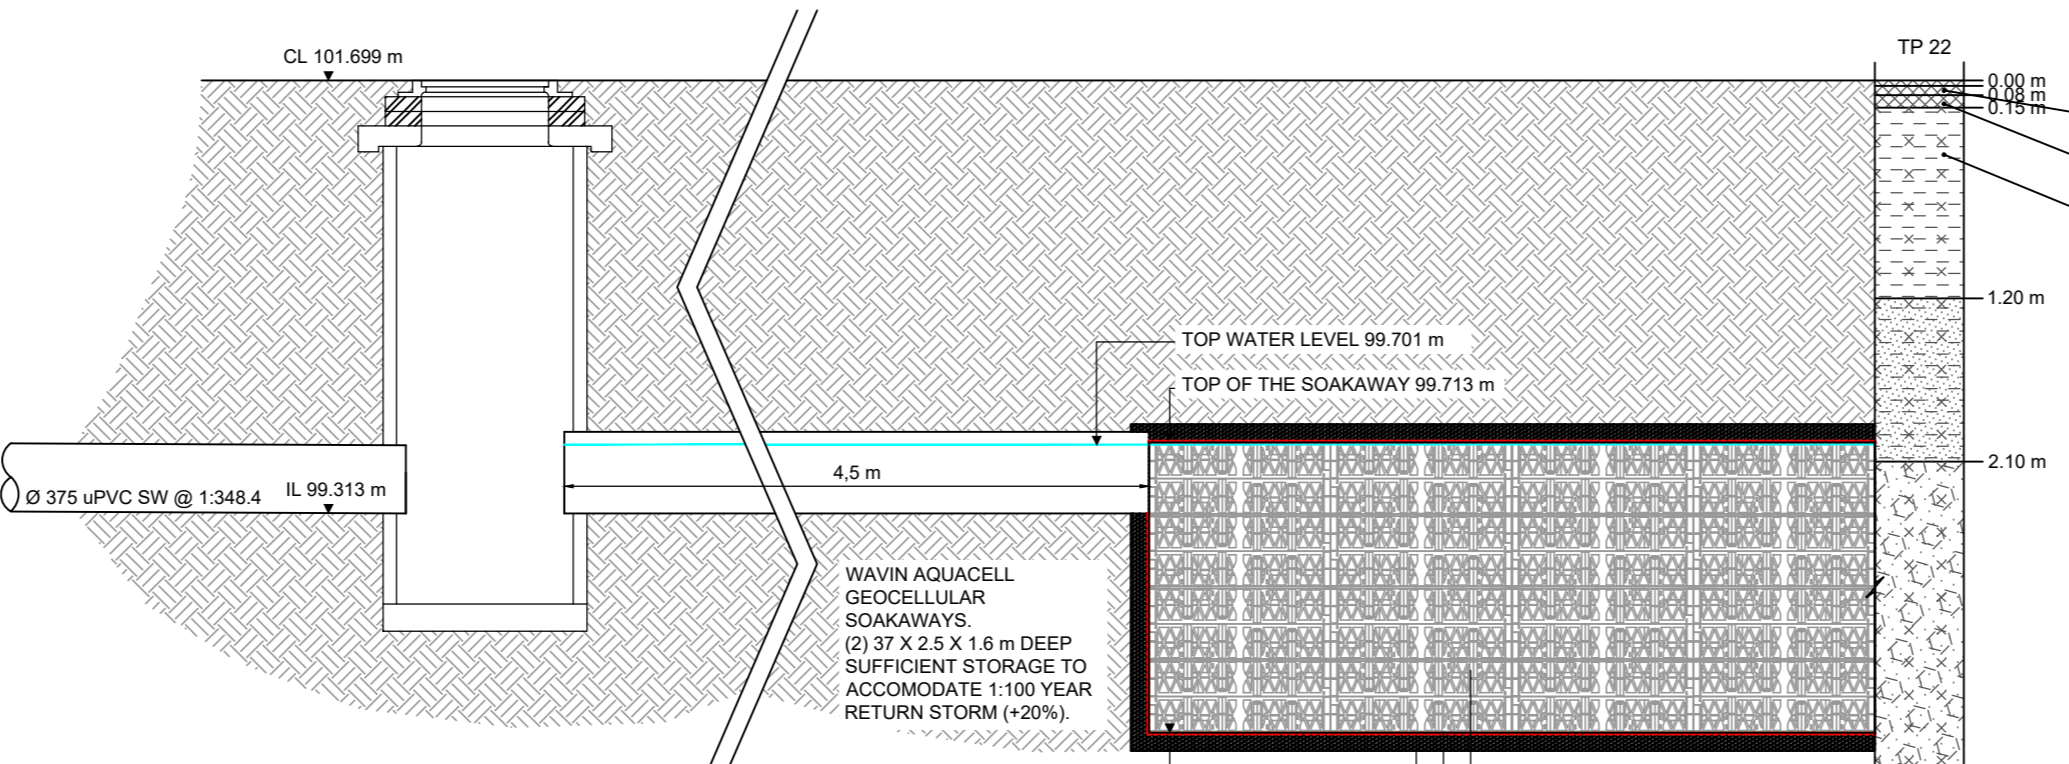 CL 101.699 m
TP 22
0.00 m
0.08 m
0.15 m
1.20 m
TOP WATER LEVEL 99.701 m
TOP OF THE SOAKAWAY 99.713 m
2.10 m
4,5 m
Ø 375 uPVC SW @ 1:348.4
IL 99.313 m
WAVIN AQUACELL
GEOCELLULAR
SOAKAWAYS.
(2) 37 X 2.5 X 1.6 m DEEP
SUFFICIENT STORAGE TO
ACCOMODATE 1:100 YEAR
RETURN STORM (+20%).